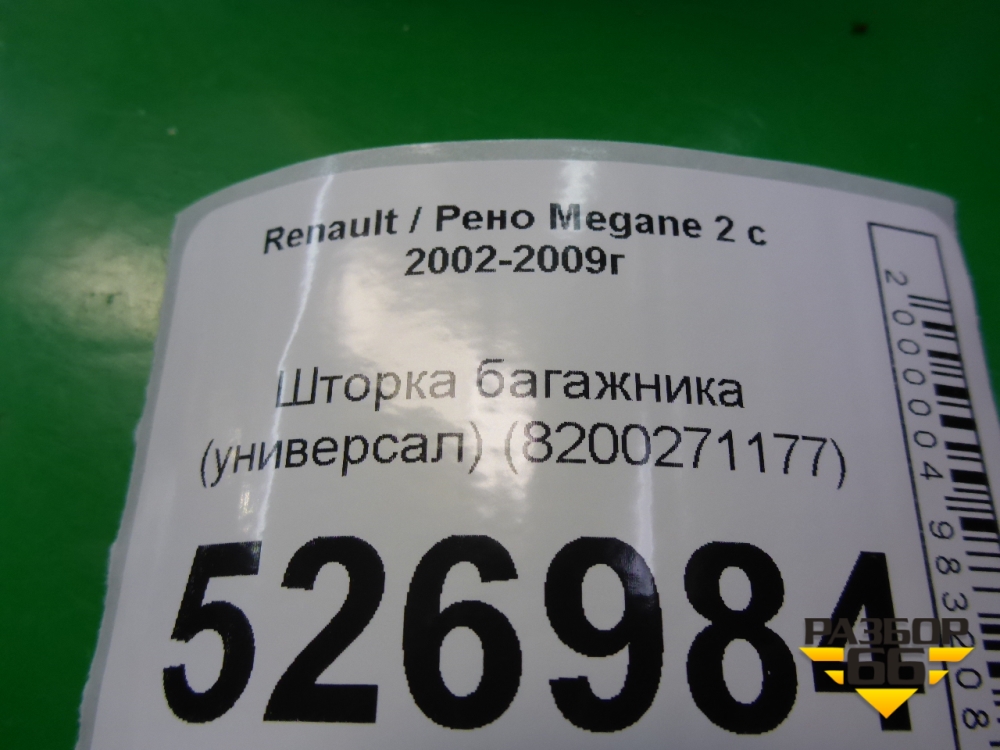 Renault / Рено Megane 2 с
2002-2009г
Шторка багажника
(универсал) (8200271177)
526984
РАЗБОР
66